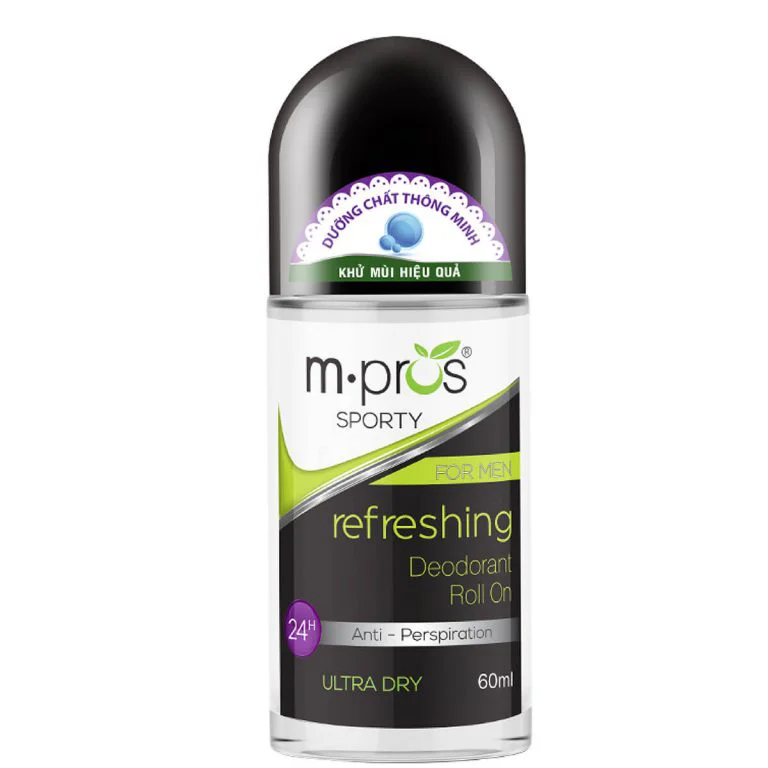 DƯỠNG CHẤT THÔNG MINH
KHỬ MÙI HIỆU QUẢ
m·pros®
SPORTY
FOR MEN
refreshing
Deodorant
Roll On
24H
Anti - Perspiration
ULTRA DRY
60ml